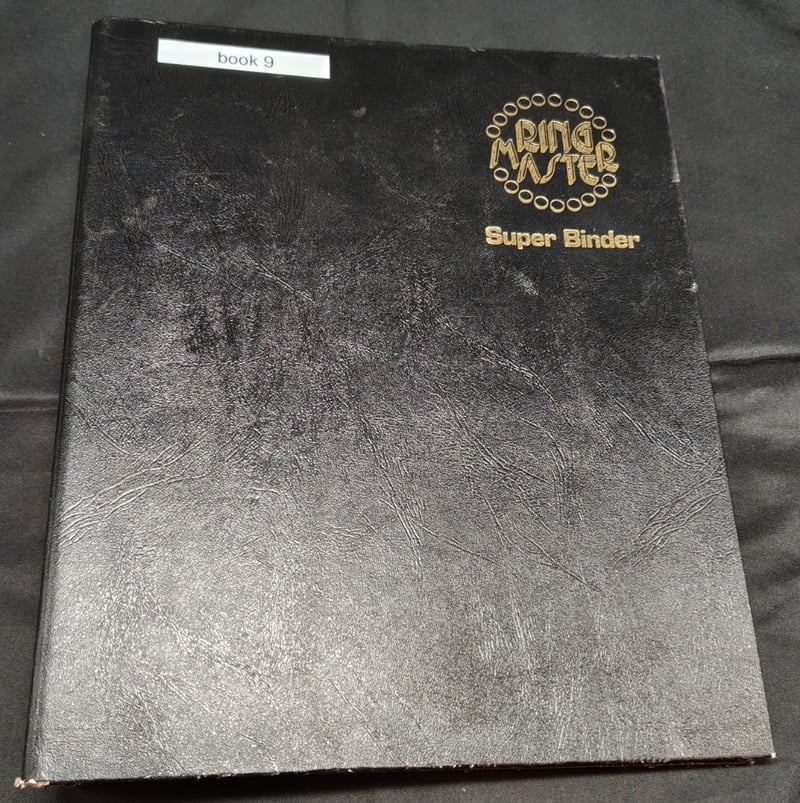 book 9
RING
MASTER
Super Binder